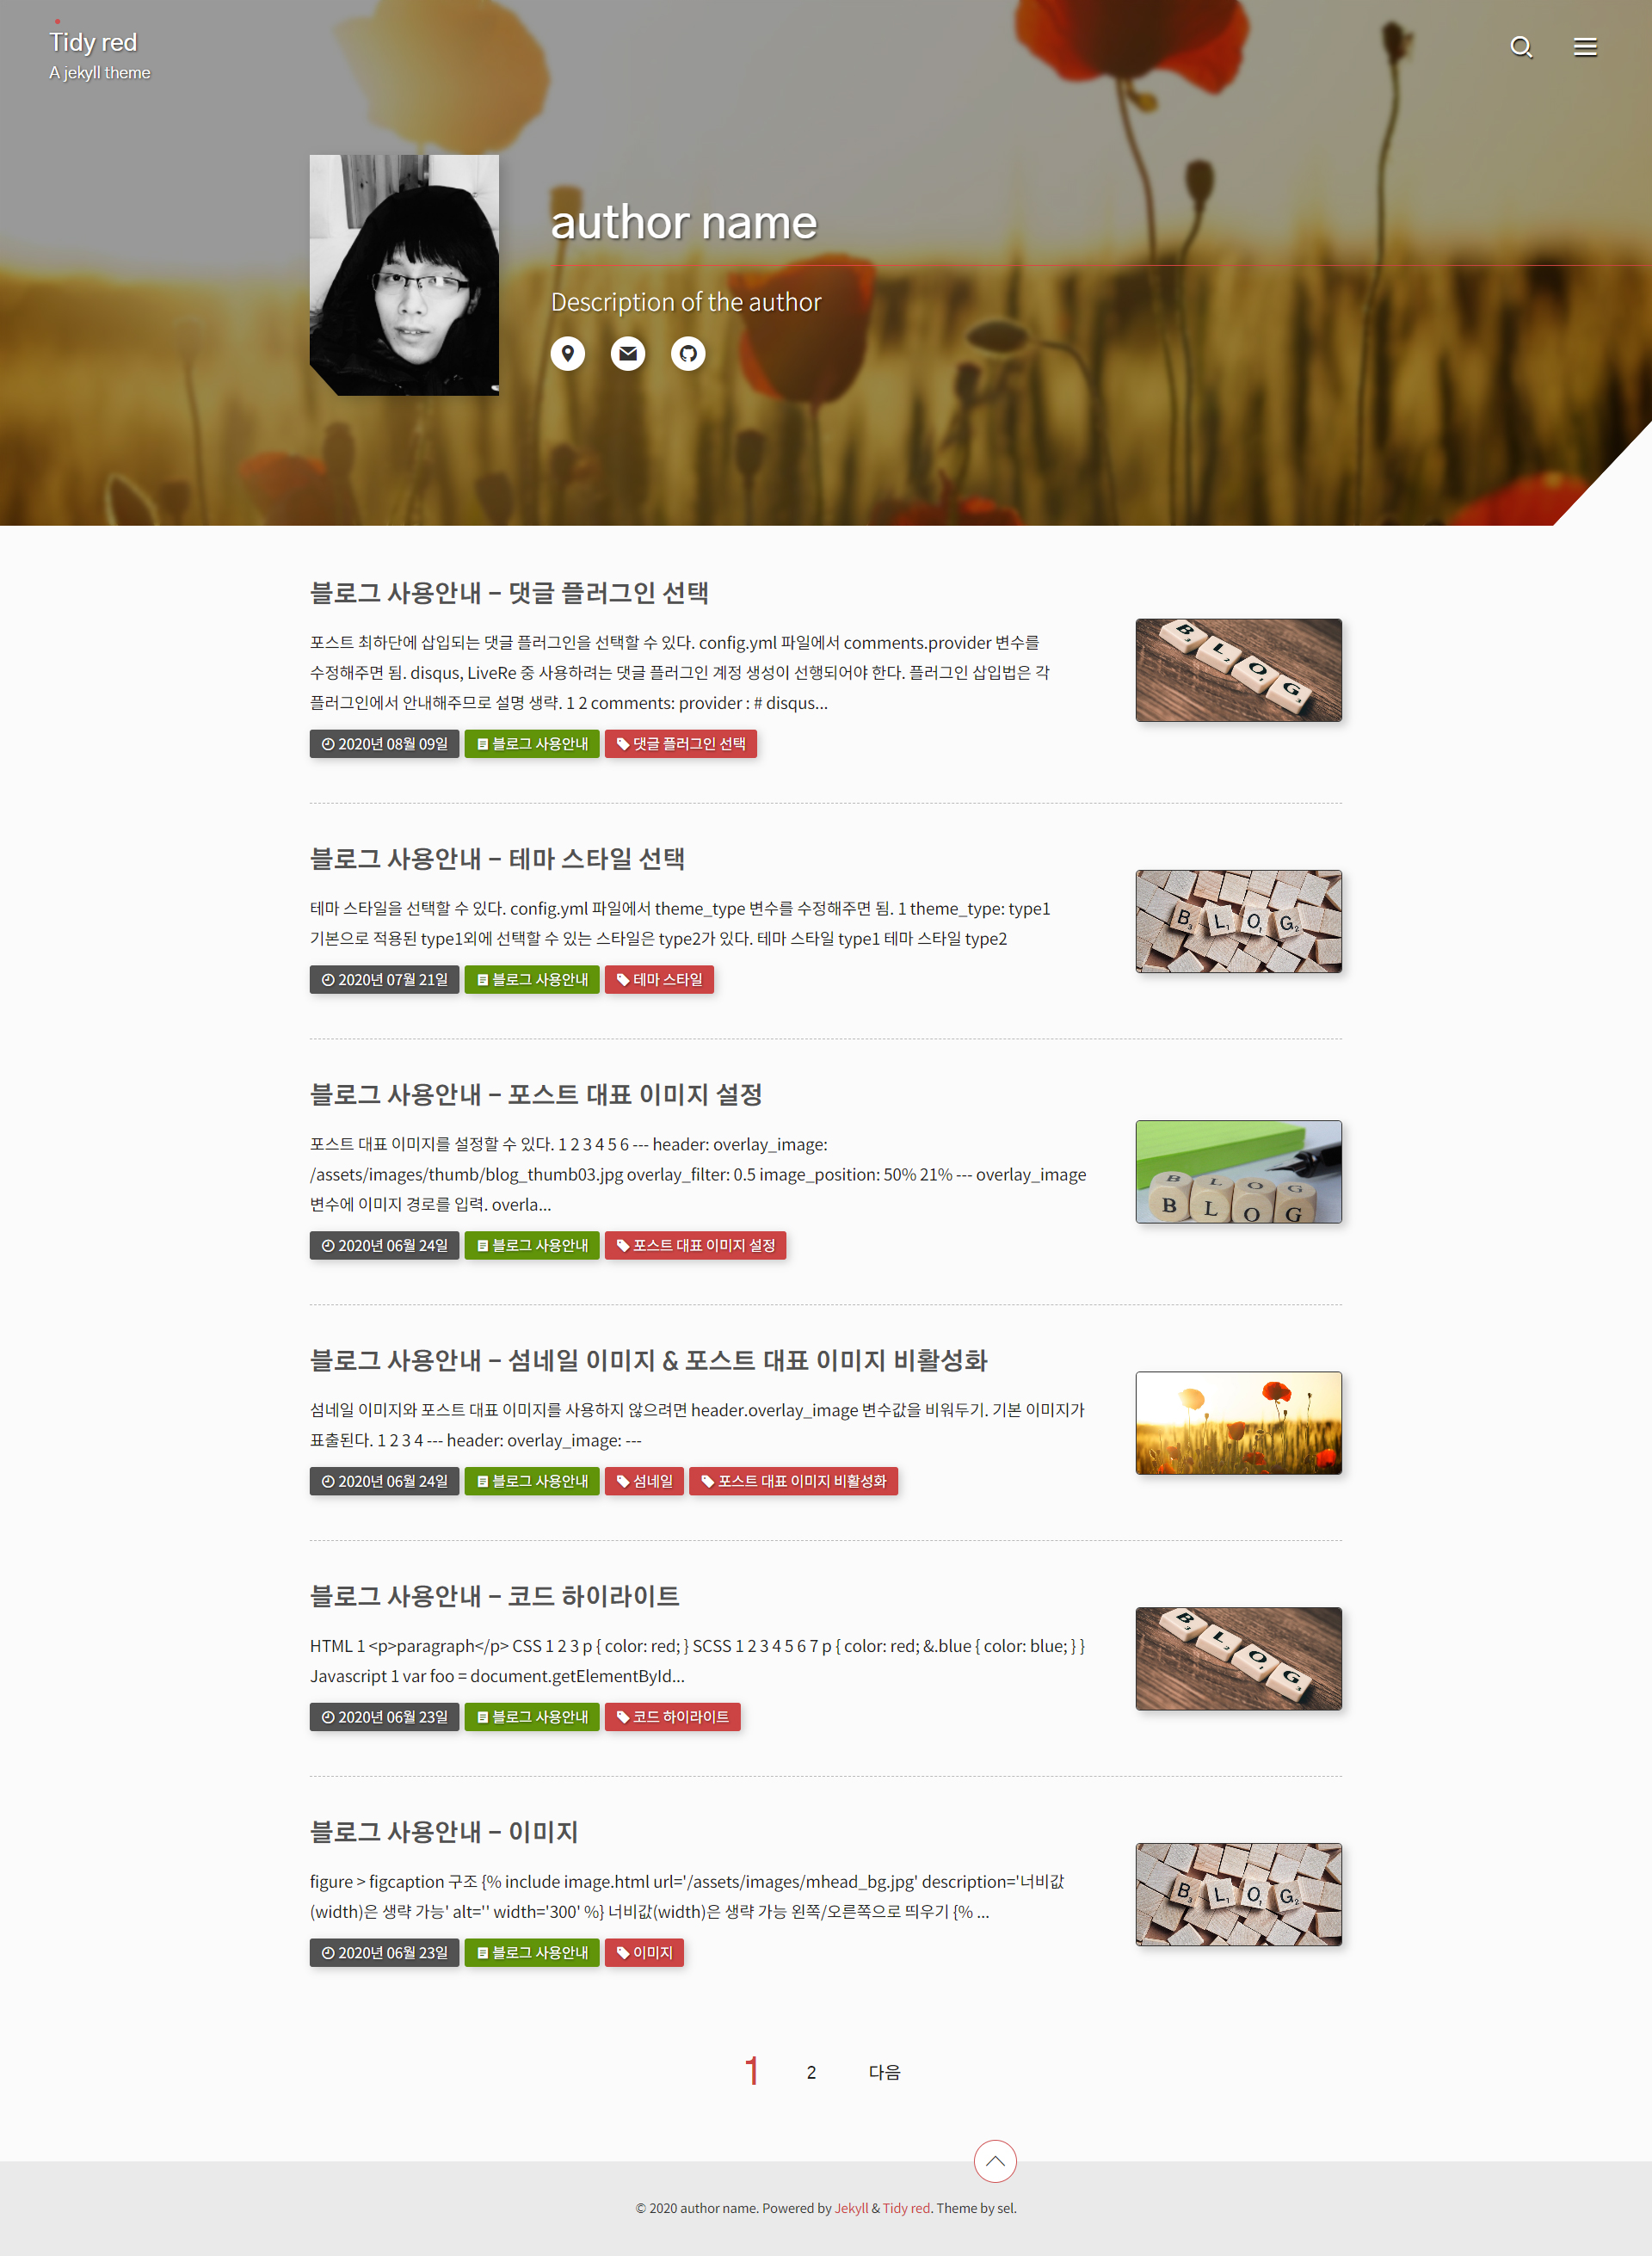 Tidy red
A jekyll theme
author name
Description of the author
블로그 사용안내 – 댓글 플러그인 선택
포스트 최하단에 삽입되는 댓글 플러그인을 선택할 수 있다. config.yml 파일에서 comments.provider 변수를
수정해주면 됨. disqus, LiveRe 중 사용하려는 댓글 플러그인 계정 생성이 선행되어야 한다. 플러그인 삽입법은 각
플러그인에서 안내해주므로 설명 생략. 1 2 comments: provider : # disqus...
2020년 08월 09일 블로그 사용안내 댓글 플러그인 선택
B L O G
블로그 사용안내 – 테마 스타일 선택
테마 스타일을 선택할 수 있다. config.yml 파일에서 theme_type 변수를 수정해주면 됨. 1 theme_type: type1
기본으로 적용된 type1외에 선택할 수 있는 스타일은 type2가 있다. 테마 스타일 type1 테마 스타일 type2
2020년 07월 21일 블로그 사용안내 테마 스타일
B L O G
블로그 사용안내 – 포스트 대표 이미지 설정
포스트 대표 이미지를 설정할 수 있다. 1 2 3 4 5 6 --- header: overlay_image:
/assets/images/thumb/blog_thumb03.jpg overlay_filter: 0.5 image_position: 50% 21% --- overlay_image
변수에 이미지 경로를 입력. overla...
2020년 06월 24일 블로그 사용안내 포스트 대표 이미지 설정
B L O G
B L O G
블로그 사용안내 – 섬네일 이미지 & 포스트 대표 이미지 비활성화
섬네일 이미지와 포스트 대표 이미지를 사용하지 않으려면 header.overlay_image 변수값을 비워두기. 기본 이미지가
표출된다. 1 2 3 4 --- header: overlay_image: ---
2020년 06월 24일 블로그 사용안내 섬네일 포스트 대표 이미지 비활성화
블로그 사용안내 – 코드 하이라이트
HTML 1 <p>paragraph</p> CSS 1 2 3 p { color: red; } SCSS 1 2 3 4 5 6 7 p { color: red; &.blue { color: blue; } }
Javascript 1 var foo = document.getElementById...
2020년 06월 23일 블로그 사용안내 코드 하이라이트
B L O G
블로그 사용안내 – 이미지
figure > figcaption 구조 {% include image.html url='/assets/images/mhead_bg.jpg' description='너비값
(width)은 생략 가능' alt='' width='300' %} 너비값(width)은 생략 가능 왼쪽/오른쪽으로 띄우기 {% ...
2020년 06월 23일 블로그 사용안내 이미지
B L O G
1 2 다음
© 2020 author name. Powered by Jekyll & Tidy red. Theme by sel.